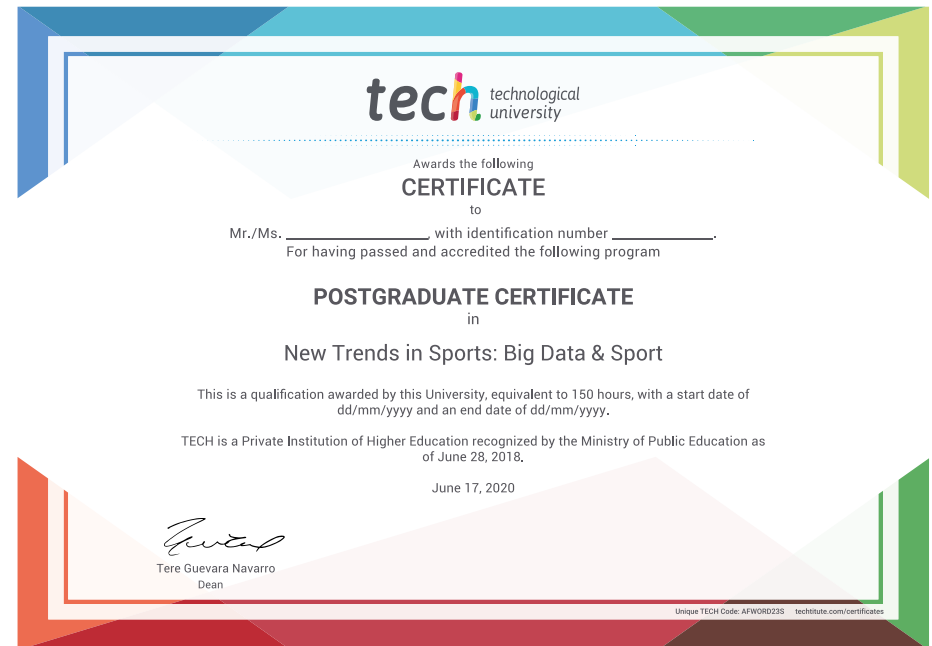 tech technological
university
Awards the following
CERTIFICATE
to
Mr./Ms. ____________________, with identification number ______________.
For having passed and accredited the following program
POSTGRADUATE CERTIFICATE
in
New Trends in Sports: Big Data & Sport
This is a qualification awarded by this University, equivalent to 150 hours, with a start date of
dd/mm/yyyy and an end date of dd/mm/yyyy.
TECH is a Private Institution of Higher Education recognized by the Ministry of Public Education as
of June 28, 2018.
June 17, 2020
Tere Guevara Navarro
Dean
Unique TECH Code: AFWORD23S techtitute.com/certificates